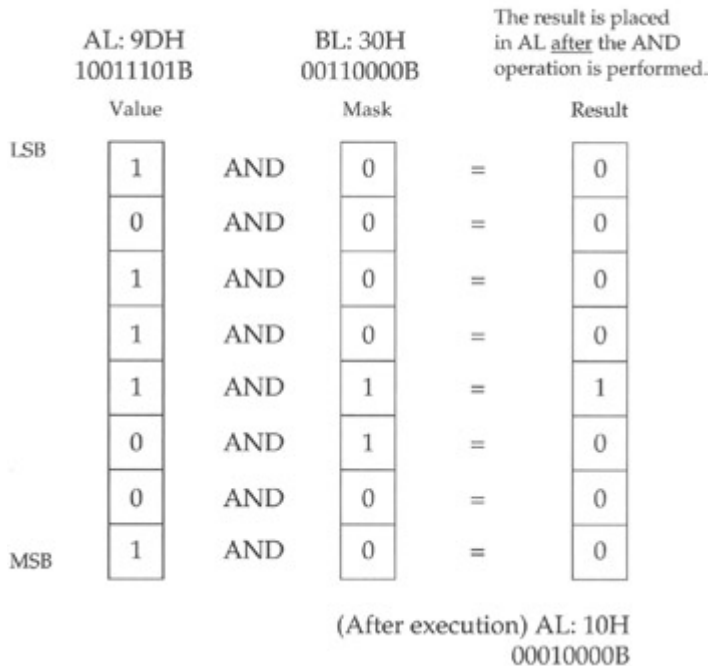 The result is placed
in AL after the AND
operation is performed.
AL: 9DH BL: 30H
10011101B 00110000B
Value Mask Result
LSB
1 AND 0 = 0
0 AND 0 = 0
1 AND 0 = 0
1 AND 0 = 0
1 AND 1 = 1
0 AND 1 = 0
0 AND 0 = 0
1 AND 0 = 0
MSB
(After execution) AL: 10H
00010000B